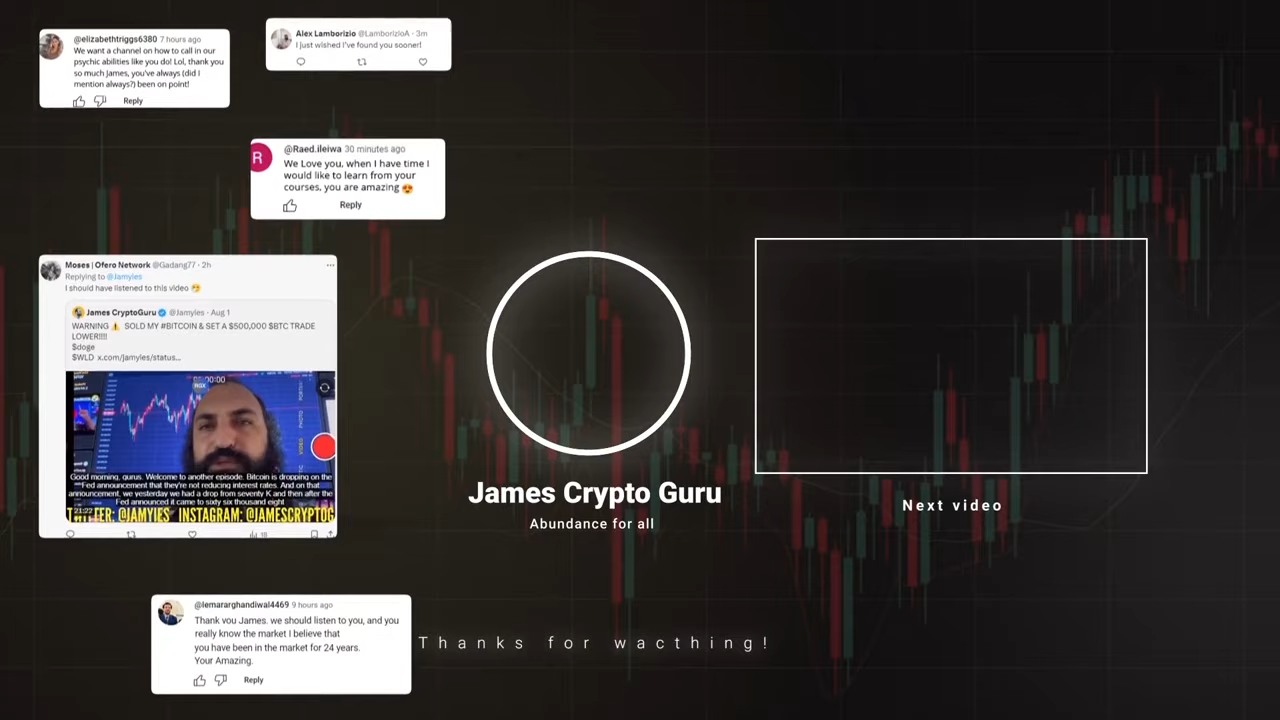 @elizabethtriggs6380 7 hours ago
We want a channel on how to call in our
psychic abilities like you do! Lol, thank you
so much James, you've always (did I
mention always?) been on point!
Reply
Alex Lamborizio @LamborizioA · 3m
I just wished I've found you sooner!
R
@Raed.ileiwa 30 minutes ago
We Love you, when I have time I
would like to learn from your
courses, you are amazing 😍
Reply
Moses | Ofero Network @Gadang77 · 2h
Replying to @Jamyies
I should have listened to this video
James CryptoGuru @Jamyies · Aug 1
WARNING ⚠️ SOLD MY #BITCOIN & SET A $500,000 $BTC TRADE
LOWER!!!!
$doge
$WLD x.com/jamyies/status...
Good morning, gurus. Welcome to another episode. Bitcoin is dropping on the
Fed announcement that they're not reducing interest rates. And on that
announcement, we yesterday we had a drop from seventy K and then after the
Fed announced it came to sixty six thousand eight
21:22
TWITTER: @JAMYIES INSTAGRAM: @JAMESCRYPTOG
James Crypto Guru
Abundance for all
Next video
@lemararghandiwal4469 9 hours ago
Thank you James. we should listen to you, and you
really know the market I believe that
you have been in the market for 24 years.
Your Amazing.
Reply
Thanks for wacthing!